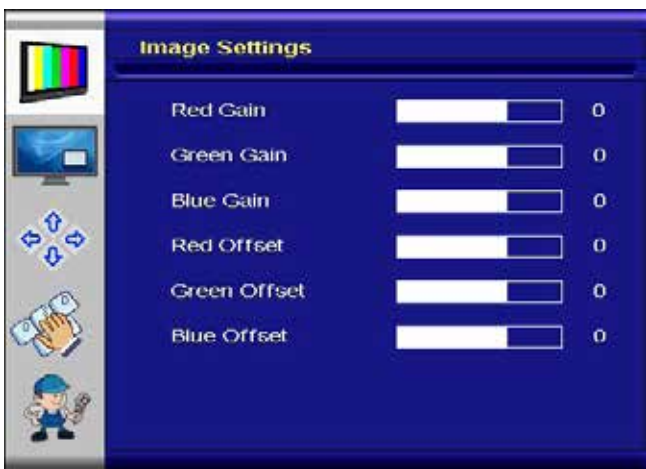 Image Settings
Red Gain 0
Green Gain 0
Blue Gain 0
Red Offset 0
Green Offset 0
Blue Offset 0